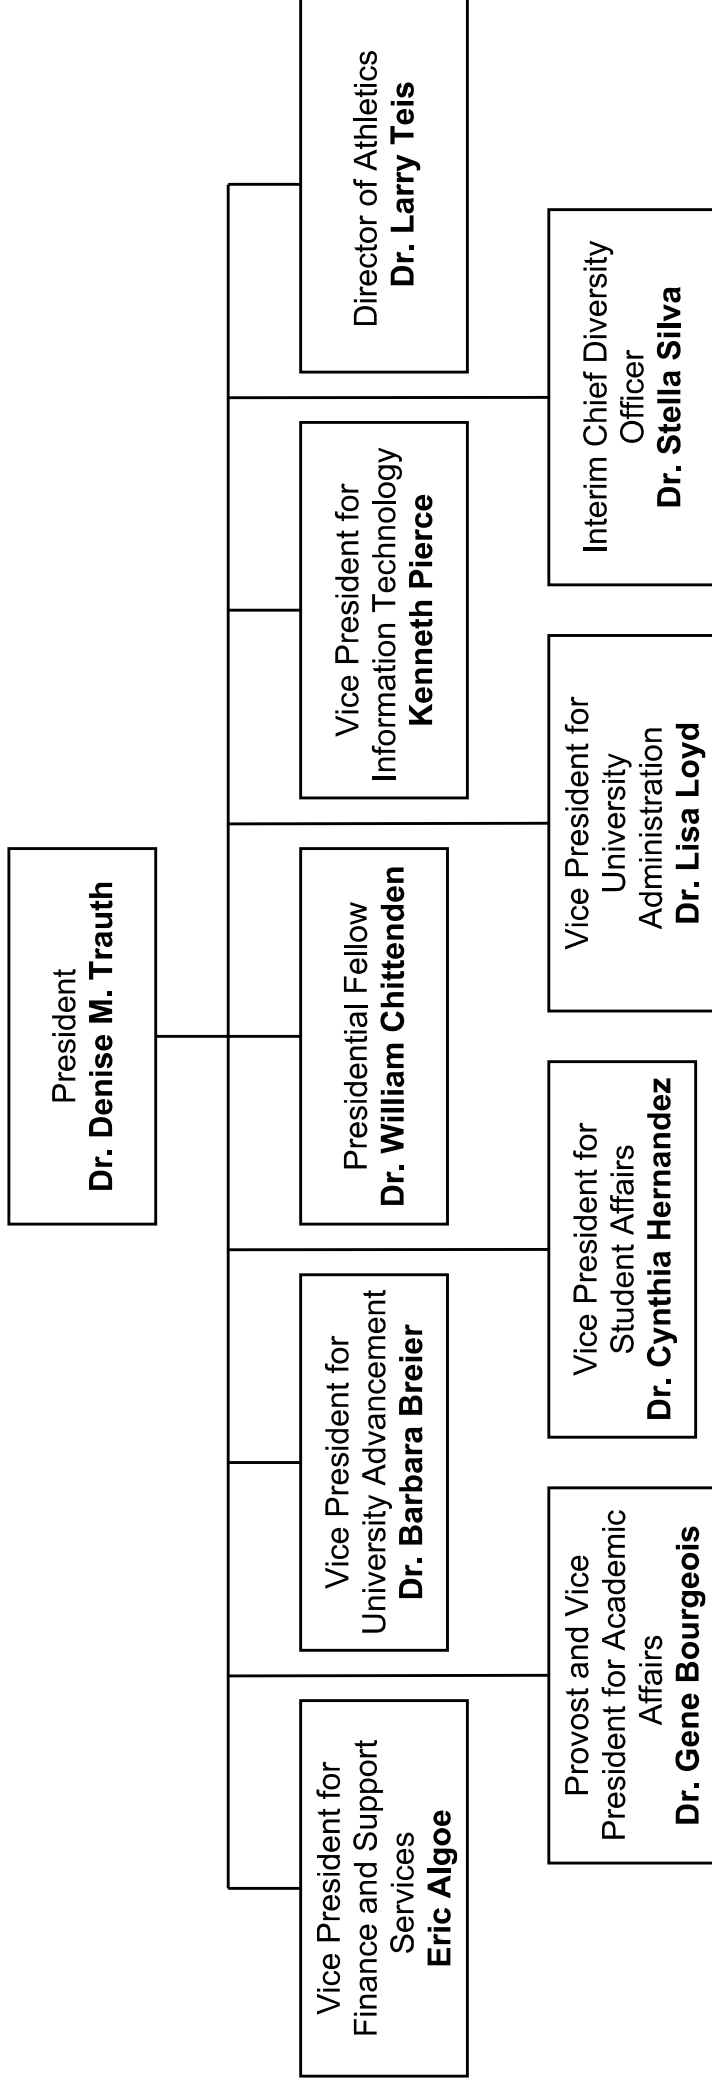 President
Dr. Denise M. Trauth
Vice President for
Finance and Support
Services
Eric Algoe
Vice President for
University Advancement
Dr. Barbara Breier
Presidential Fellow
Dr. William Chittenden
Vice President for
Information Technology
Kenneth Pierce
Director of Athletics
Dr. Larry Teis
Provost and Vice
President for Academic
Affairs
Dr. Gene Bourgeois
Vice President for
Student Affairs
Dr. Cynthia Hernandez
Vice President for
University
Administration
Dr. Lisa Loyd
Interim Chief Diversity
Officer
Dr. Stella Silva